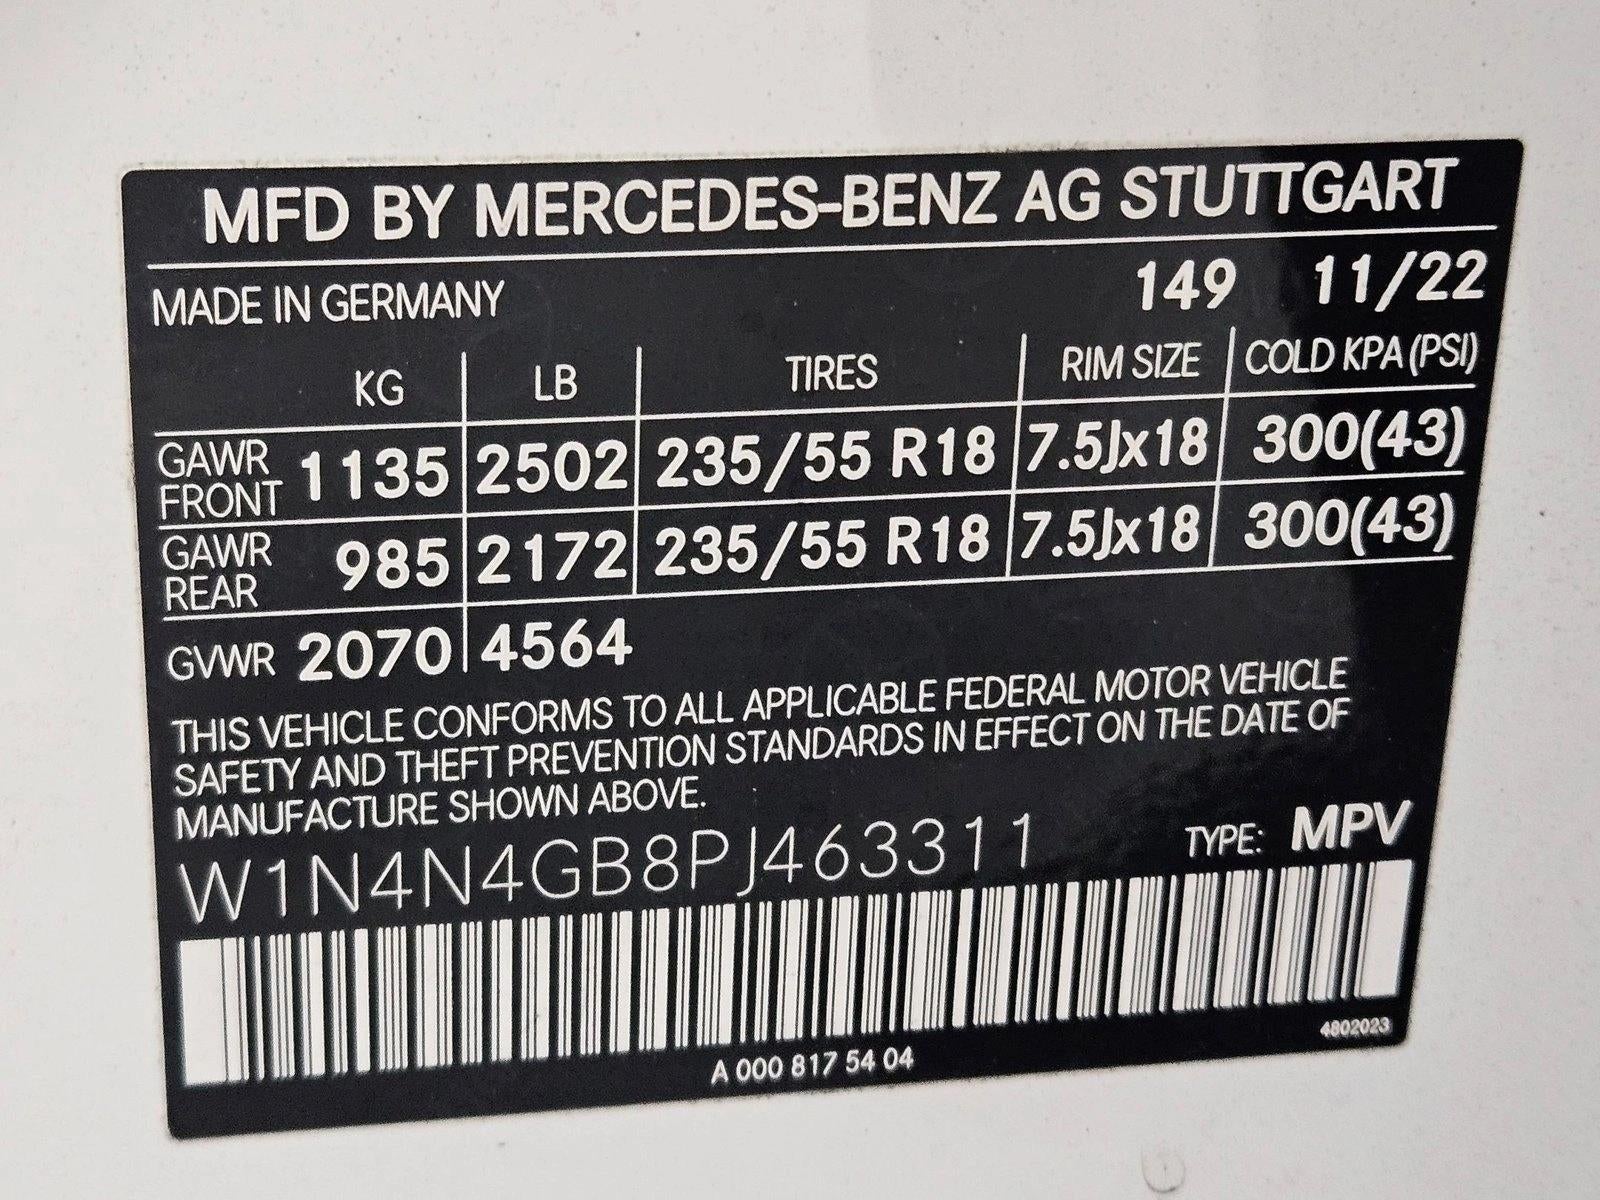 MFD BY MERCEDES-BENZ AG STUTTGART
MADE IN GERMANY 149 11/22
KG LB TIRES RIM SIZE COLD KPA (PSI)
GAWR FRONT 1135 2502 235/55 R18 7.5Jx18 300(43)
GAWR REAR 985 2172 235/55 R18 7.5Jx18 300(43)
GVWR 2070 4564
THIS VEHICLE CONFORMS TO ALL APPLICABLE FEDERAL MOTOR VEHICLE
SAFETY AND THEFT PREVENTION STANDARDS IN EFFECT ON THE DATE OF
MANUFACTURE SHOWN ABOVE.
W1N4N4GB8PJ463311 TYPE: MPV
4802023
A 000 817 54 04